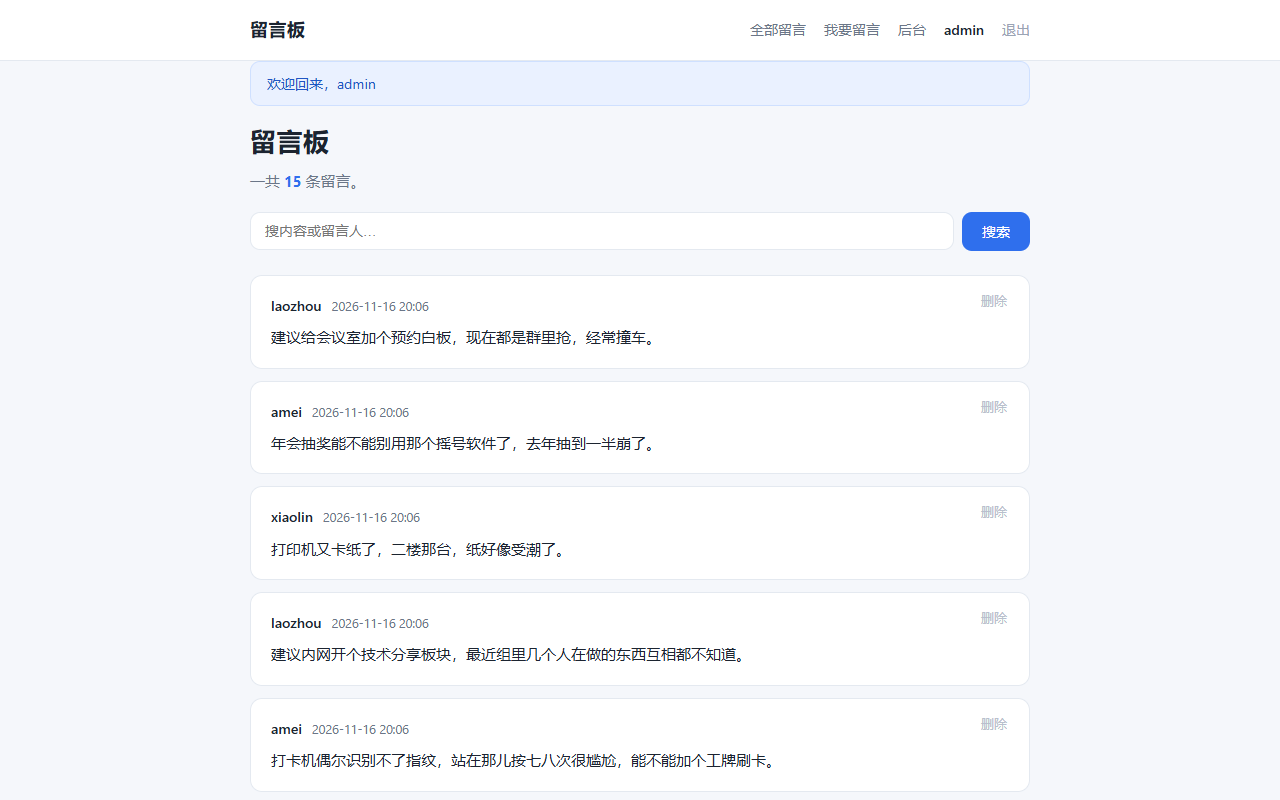 留言板
全部留言 我要留言 后台 admin 退出
欢迎回来，admin
留言板
一共 15 条留言。
搜内容或留言人…
搜索
laozhou 2026-11-16 20:06 删除
建议给会议室加个预约白板，现在都是群里抢，经常撞车。
amei 2026-11-16 20:06 删除
年会抽奖能不能别用那个摇号软件了，去年抽到一半崩了。
xiaolin 2026-11-16 20:06 删除
打印机又卡纸了，二楼那台，纸好像受潮了。
laozhou 2026-11-16 20:06 删除
建议内网开个技术分享板块，最近组里几个人在做的东西互相都不知道。
amei 2026-11-16 20:06 删除
打卡机偶尔识别不了指纹，站在那儿按七八次很尴尬，能不能加个工牌刷卡。